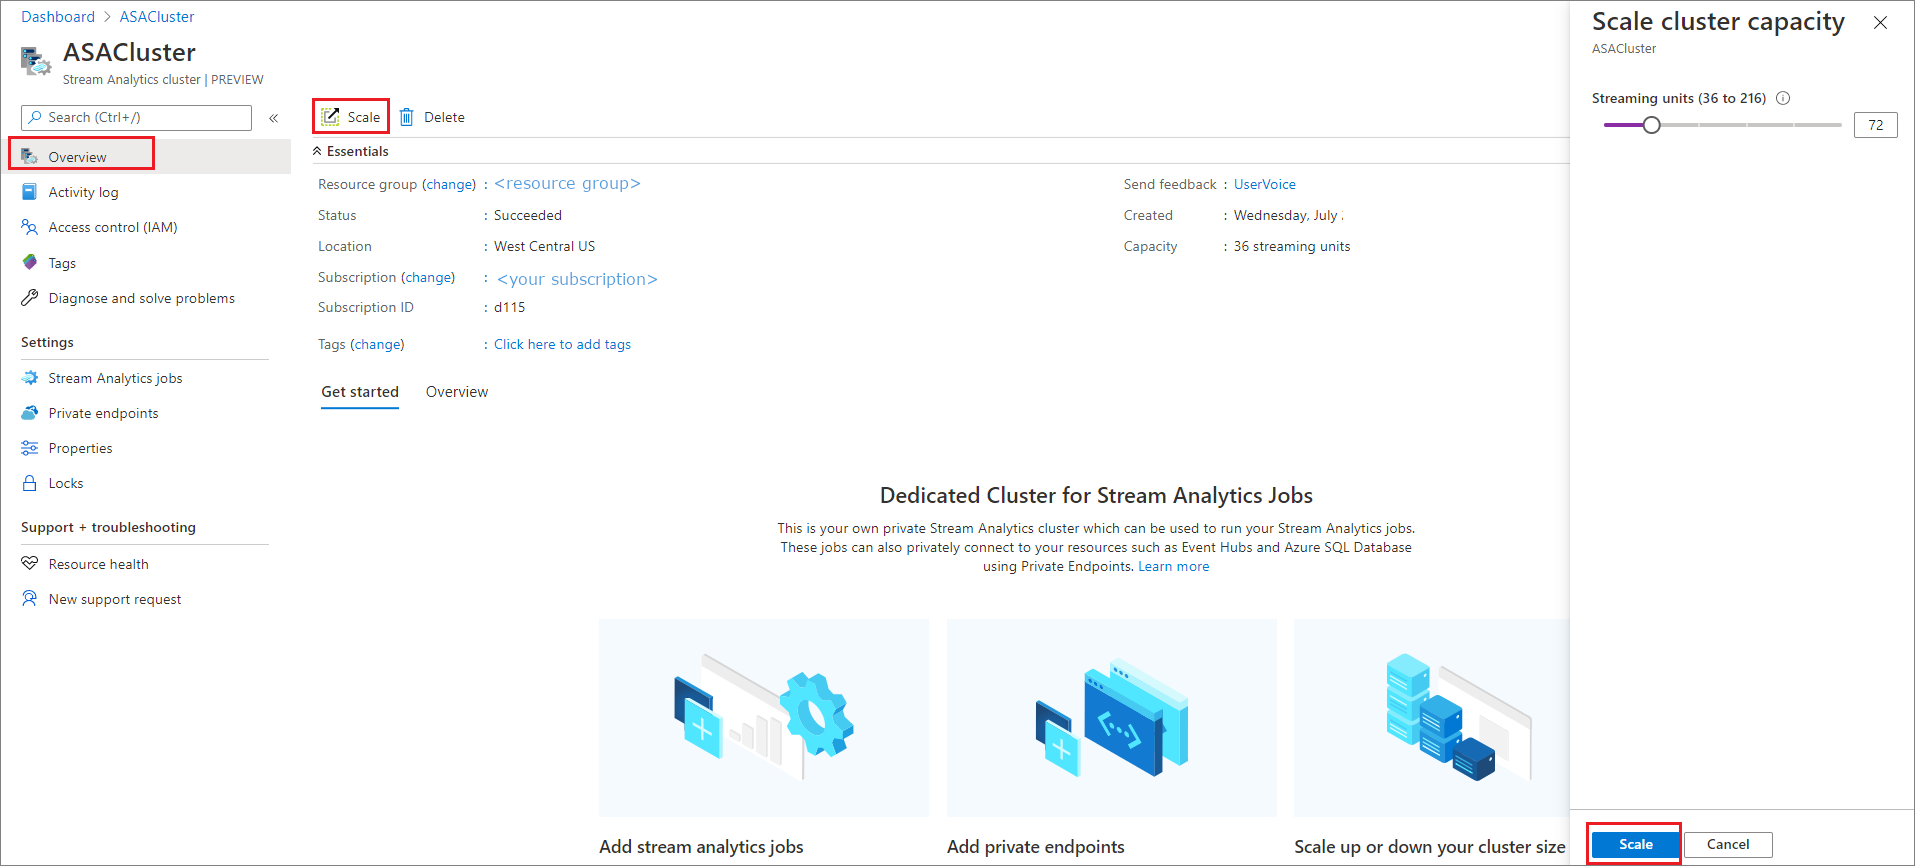 Dashboard > ASACluster
ASACluster
Stream Analytics cluster | PREVIEW
Search (Ctrl+/)
«
Overview
Activity log
Access control (IAM)
Tags
Diagnose and solve problems
Settings
Stream Analytics jobs
Private endpoints
Properties
Locks
Support + troubleshooting
Resource health
New support request
Scale
Delete
Essentials
Resource group (change) : <resource group>
Status : Succeeded
Location : West Central US
Subscription (change) : <your subscription>
Subscription ID : d115
Tags (change) : Click here to add tags
Send feedback : UserVoice
Created : Wednesday, July
Capacity : 36 streaming units
Get started
Overview
Dedicated Cluster for Stream Analytics Jobs
This is your own private Stream Analytics cluster which can be used to run your Stream Analytics jobs.
These jobs can also privately connect to your resources such as Event Hubs and Azure SQL Database
using Private Endpoints. Learn more
Add stream analytics jobs
Add private endpoints
Scale up or down your cluster size
Scale cluster capacity
ASACluster
Streaming units (36 to 216)
72
Scale
Cancel